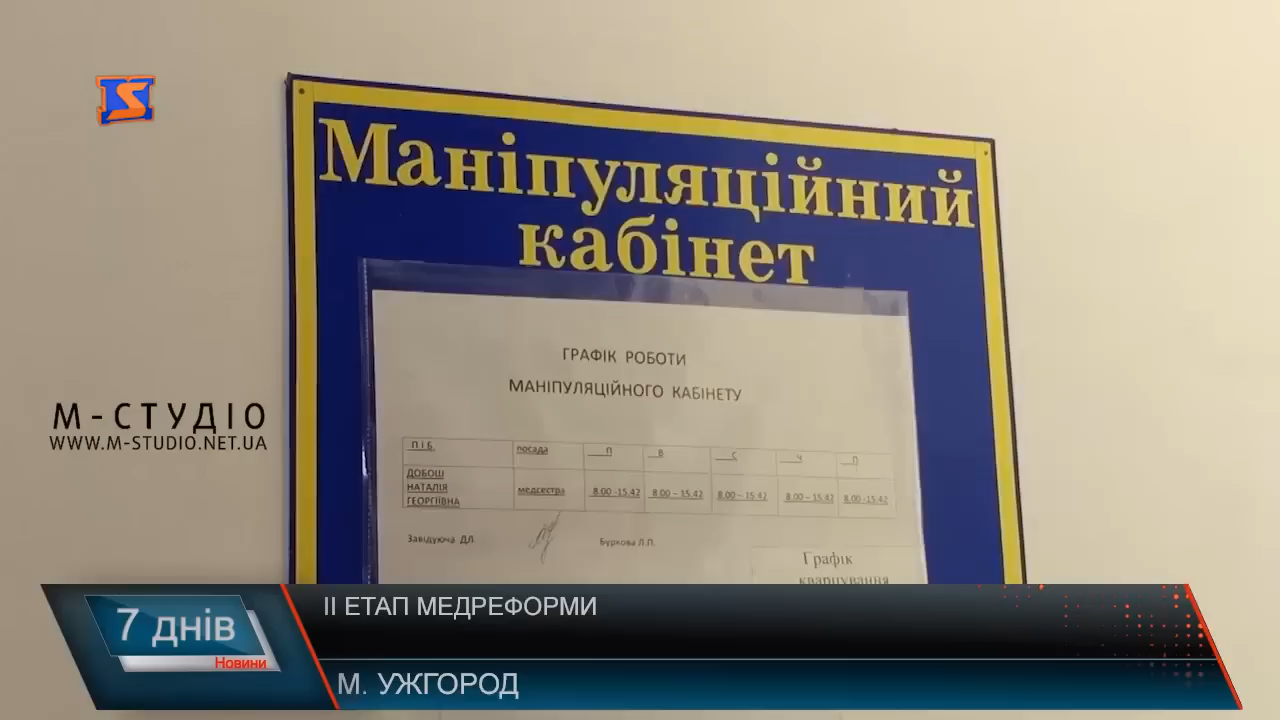 Маніпуляційний
кабінет
ГРАФІК РОБОТИ
МАНІПУЛЯЦІЙНОГО КАБІНЕТУ
П.І.Б. посада П В С Ч П
ДОБОШ
НАТАЛІЯ
ГЕОРГІЇВНА
медсестра 8.00 -15.42 8.00 – 15.42 8.00 – 15.42 8.00 – 15.42 8.00 -15.42
Завідуюча ДЛ Буркова Л.П.
Графік
кварцування
М-СТУДІО
WWW.M-STUDIO.NET.UA
7 днів
Новини
ІІ ЕТАП МЕДРЕФОРМИ
М. УЖГОРОД